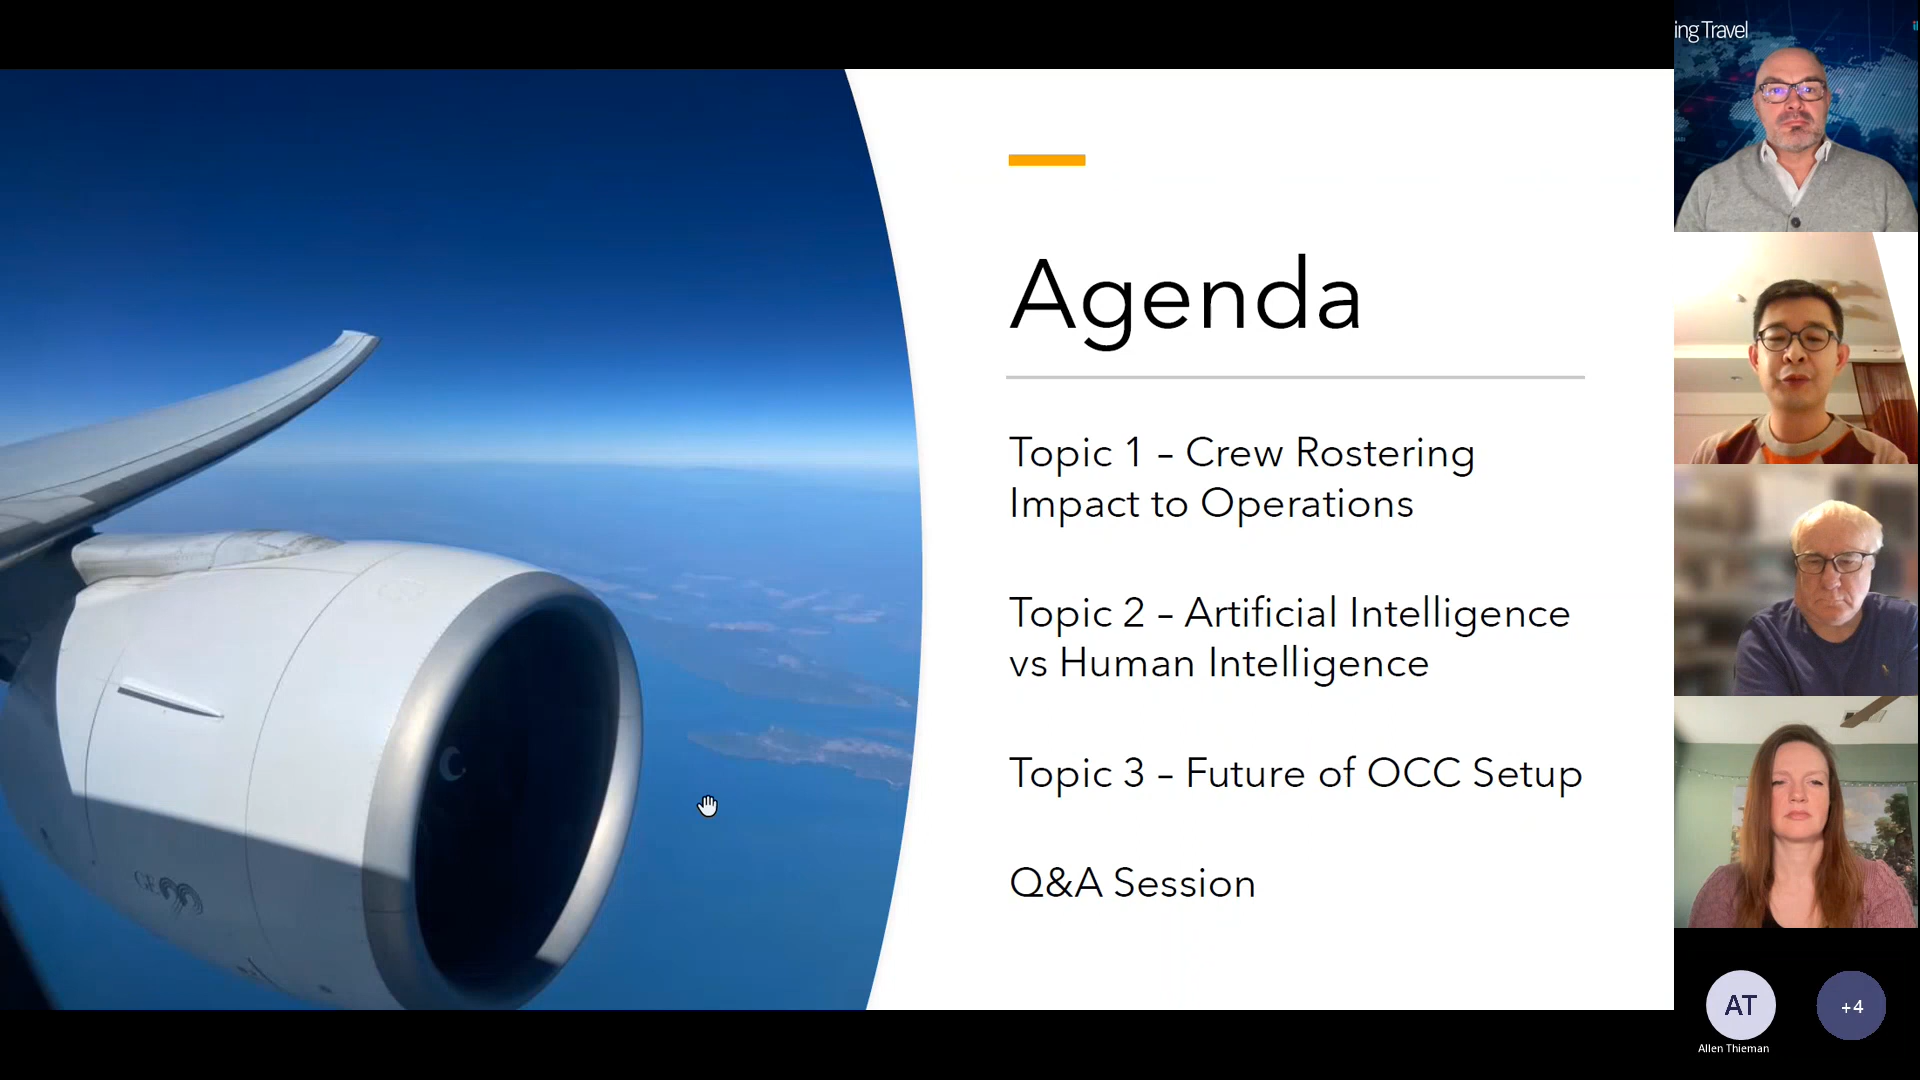 ing Travel
Agenda
Topic 1 – Crew Rostering
Impact to Operations
Topic 2 – Artificial Intelligence
vs Human Intelligence
Topic 3 – Future of OCC Setup
Q&A Session
GE
AT
+4
Allen Thieman